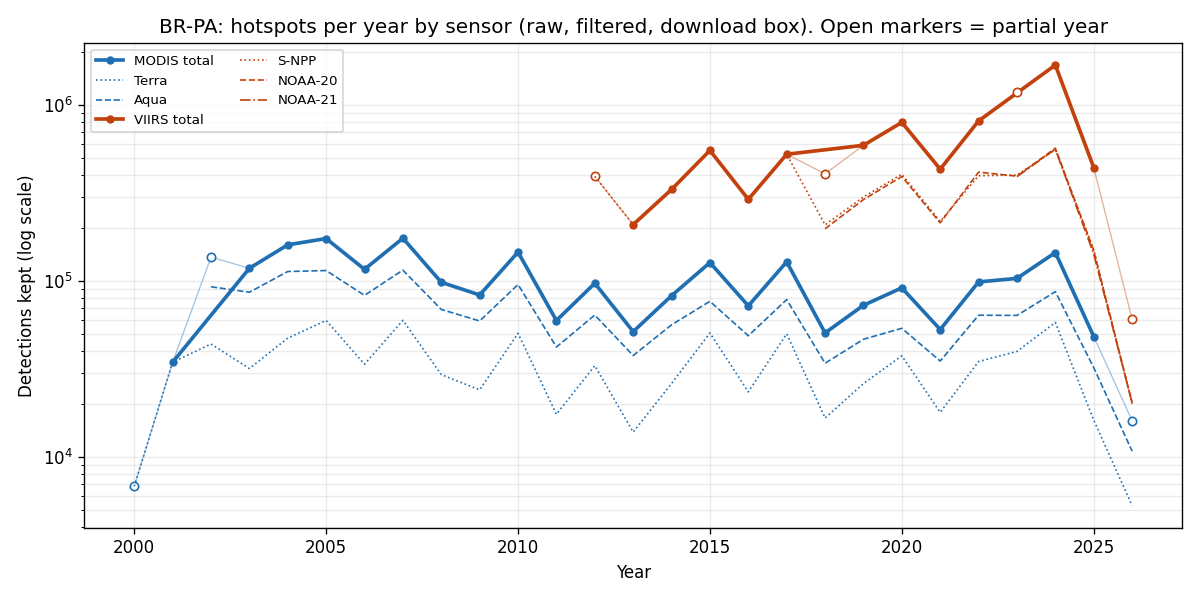 BR-PA: hotspots per year by sensor (raw, filtered, download box). Open markers = partial year
MODIS total
Terra
Aqua
VIIRS total
S-NPP
NOAA-20
NOAA-21
Detections kept (log scale)
10⁶
10⁵
10⁴
2000 2005 2010 2015 2020 2025
Year